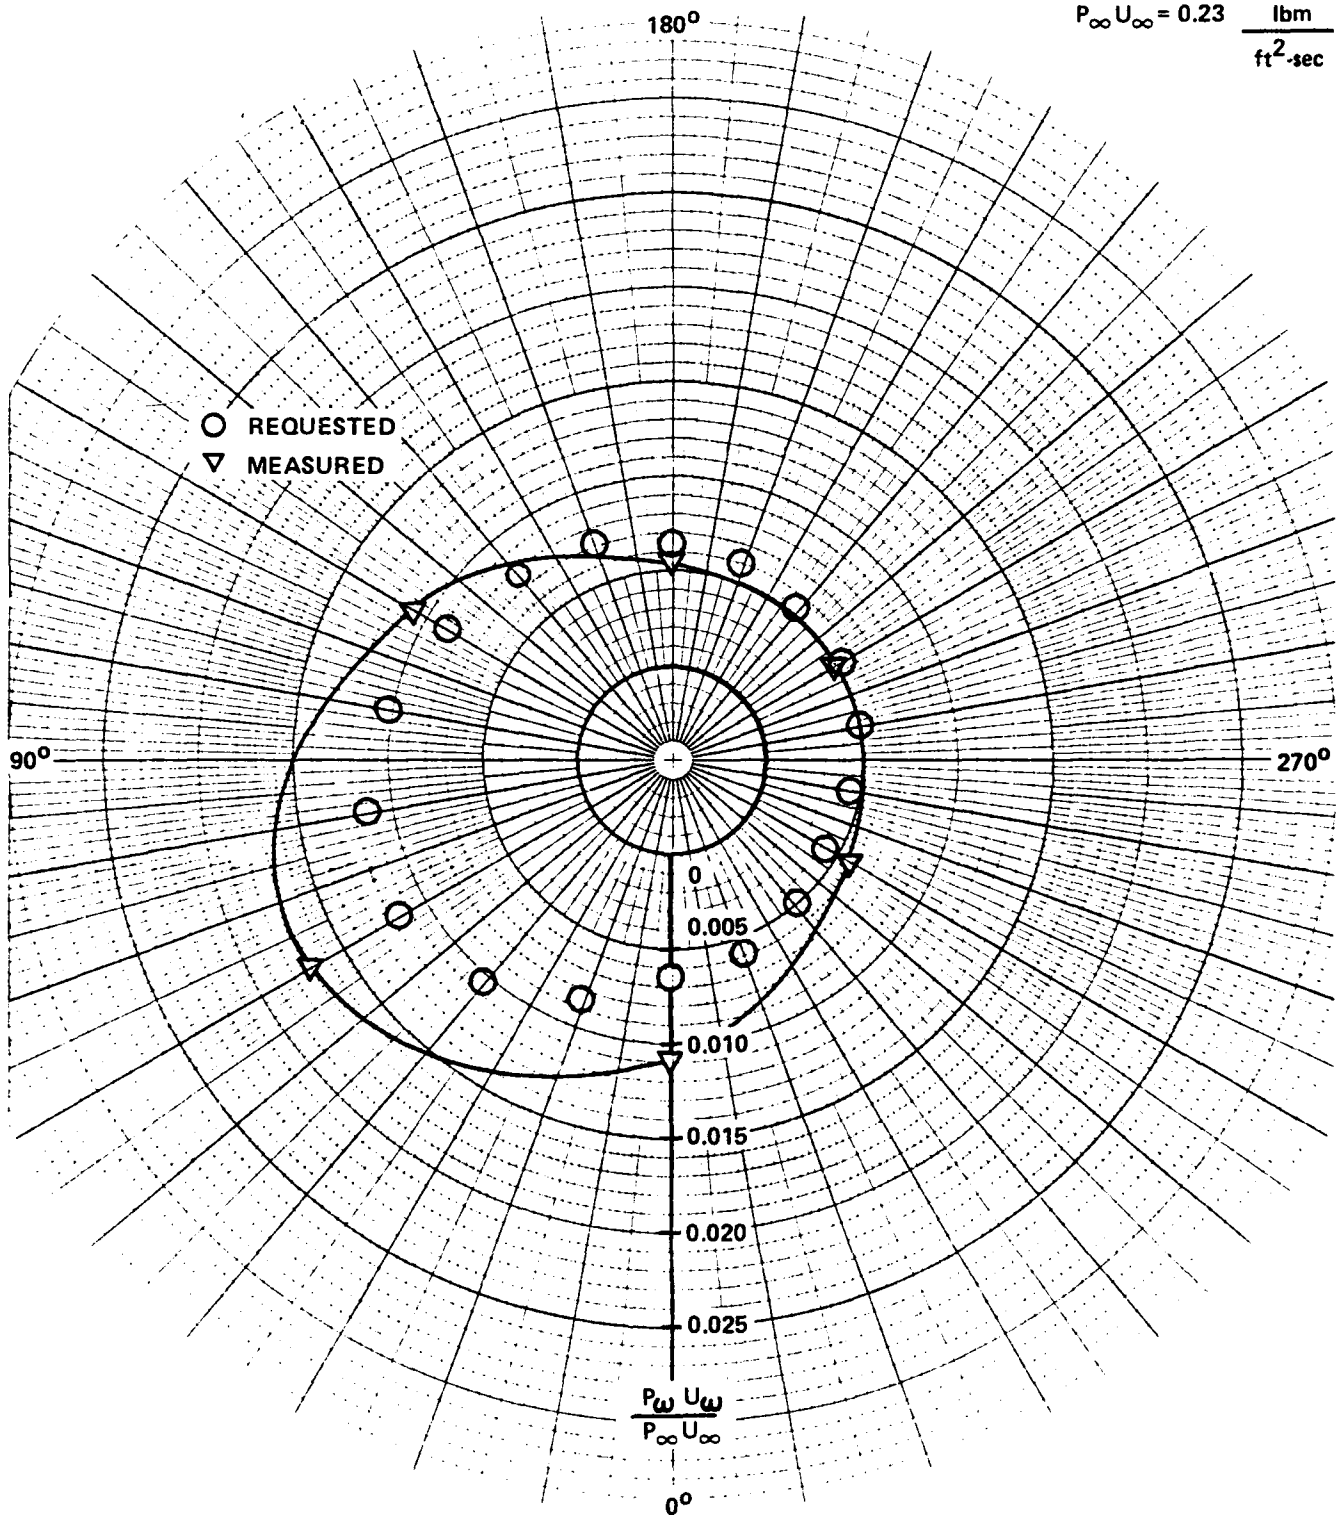 180°
P∞ U∞ = 0.23 lbm
ft²-sec
REQUESTED
MEASURED
90°
270°
0
0.005
0.010
0.015
0.020
0.025
Pω Uω
P∞ U∞
0°